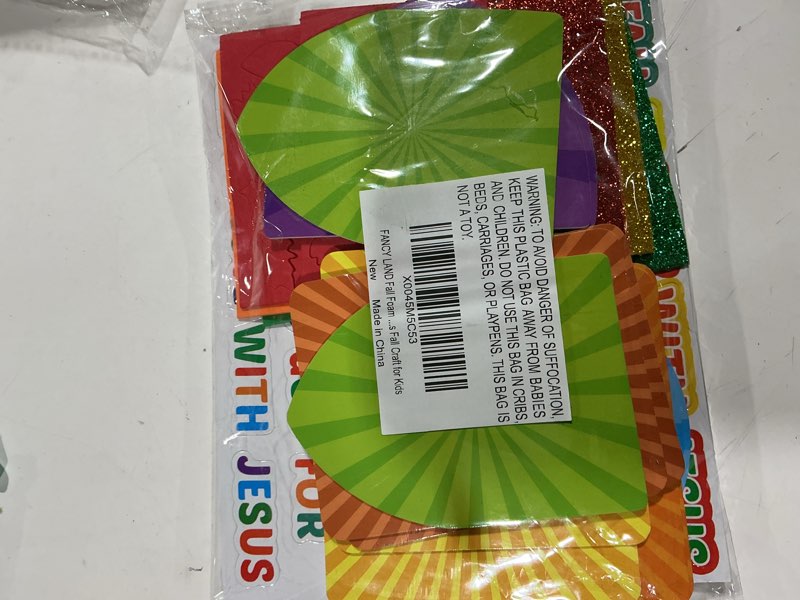 WARNING: TO AVOID DANGER OF SUFFOCATION,
KEEP THIS PLASTIC BAG AWAY FROM BABIES
AND CHILDREN. DO NOT USE THIS BAG IN CRIBS,
BEDS, CARRIAGES, OR PLAYPENS. THIS BAG IS
NOT A TOY.
X0045M5C53
FANCY LAND Fall Foam ...s Fall Craft for Kids
New Made in China
FOR
WITH JESUS
WITH JESUS